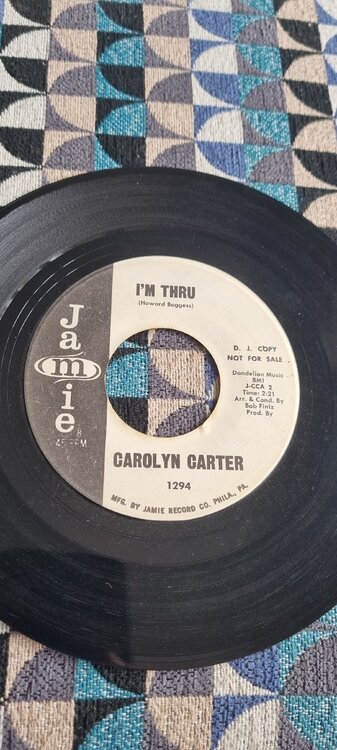 I'M THRU
(Howard Boggess)
Jamie
45 RPM
D. J. COPY
NOT FOR SALE
Dandelion Music
BMI
J-CCA 2
Time: 2:21
Arr. & Cond. By
Bob Finiz
Prod. By
CAROLYN CARTER
1294
MFG. BY JAMIE RECORD CO. PHILA., PA.